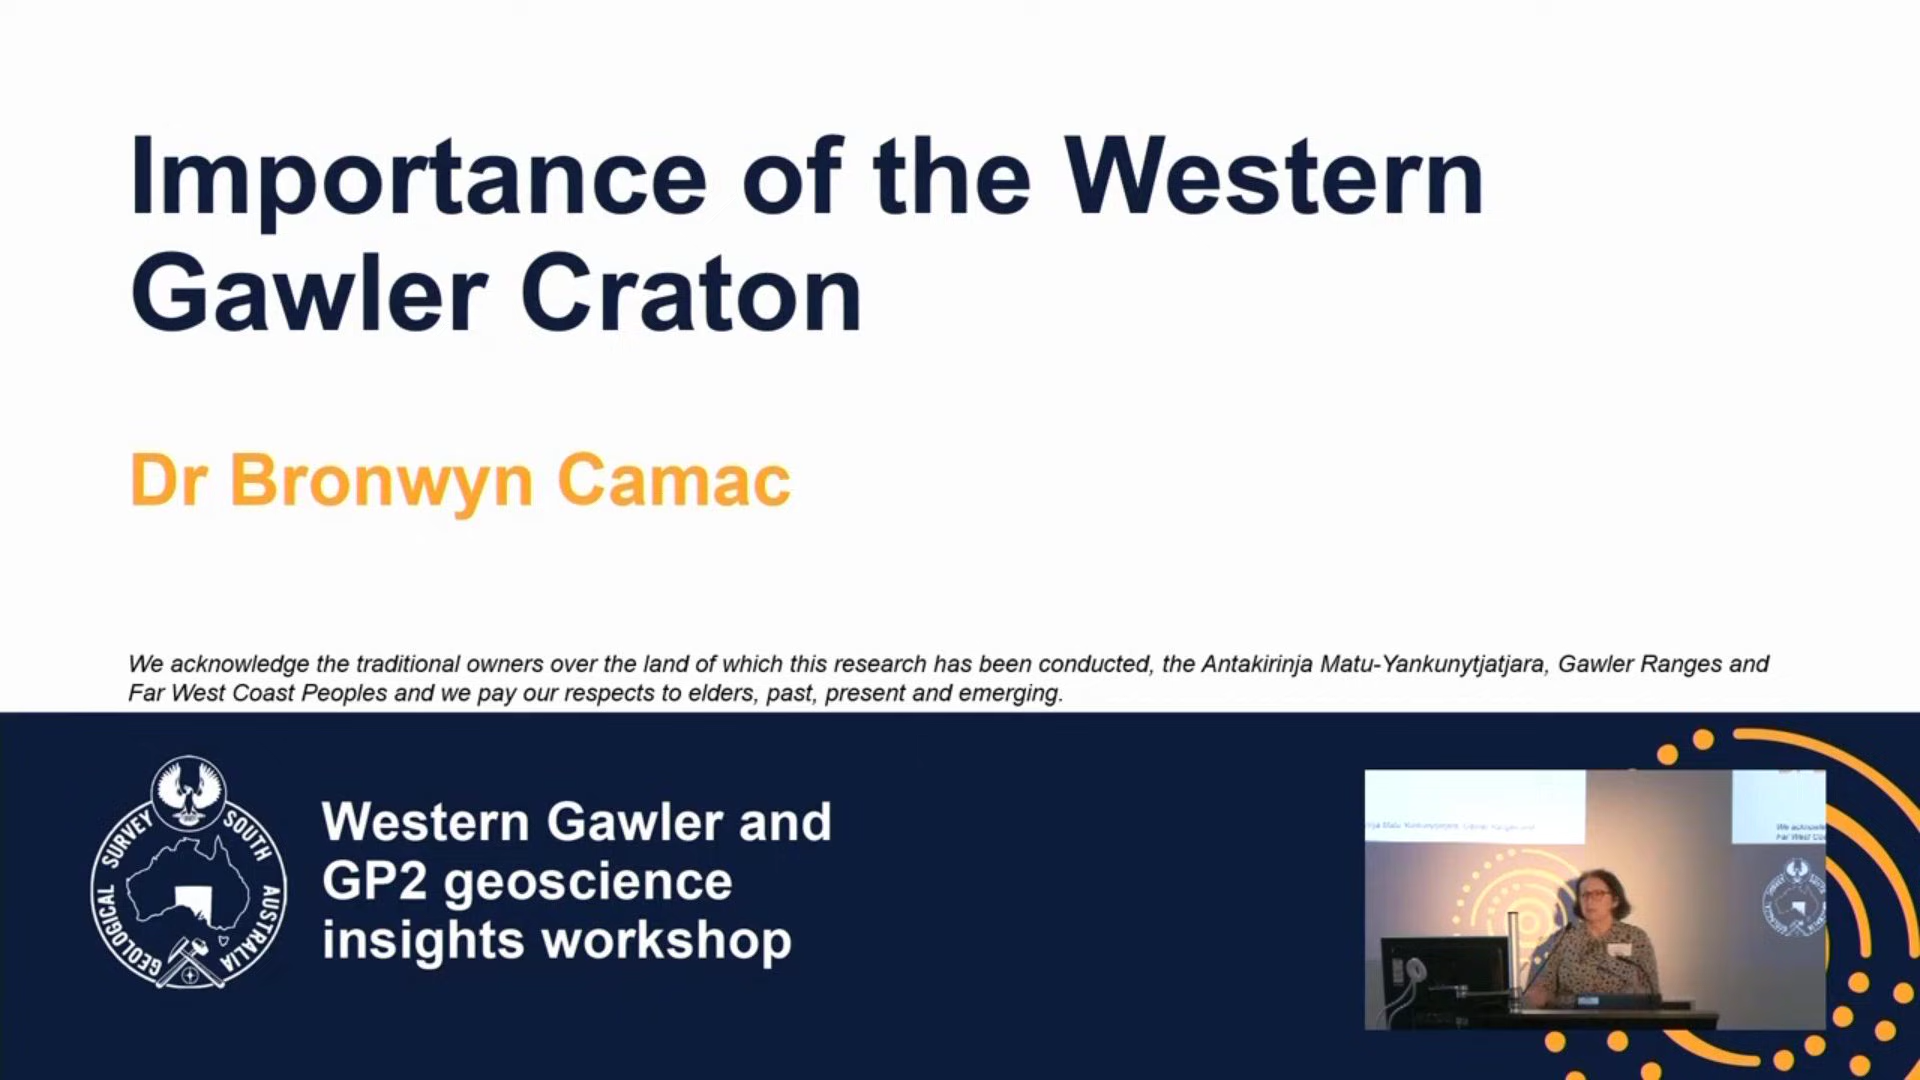 Importance of the Western
Gawler Craton
Dr Bronwyn Camac
We acknowledge the traditional owners over the land of which this research has been conducted, the Antakirinja Matu-Yankunytjatjara, Gawler Ranges and
Far West Coast Peoples and we pay our respects to elders, past, present and emerging.
GEOLOGICAL SURVEY SOUTH AUSTRALIA
Western Gawler and
GP2 geoscience
insights workshop